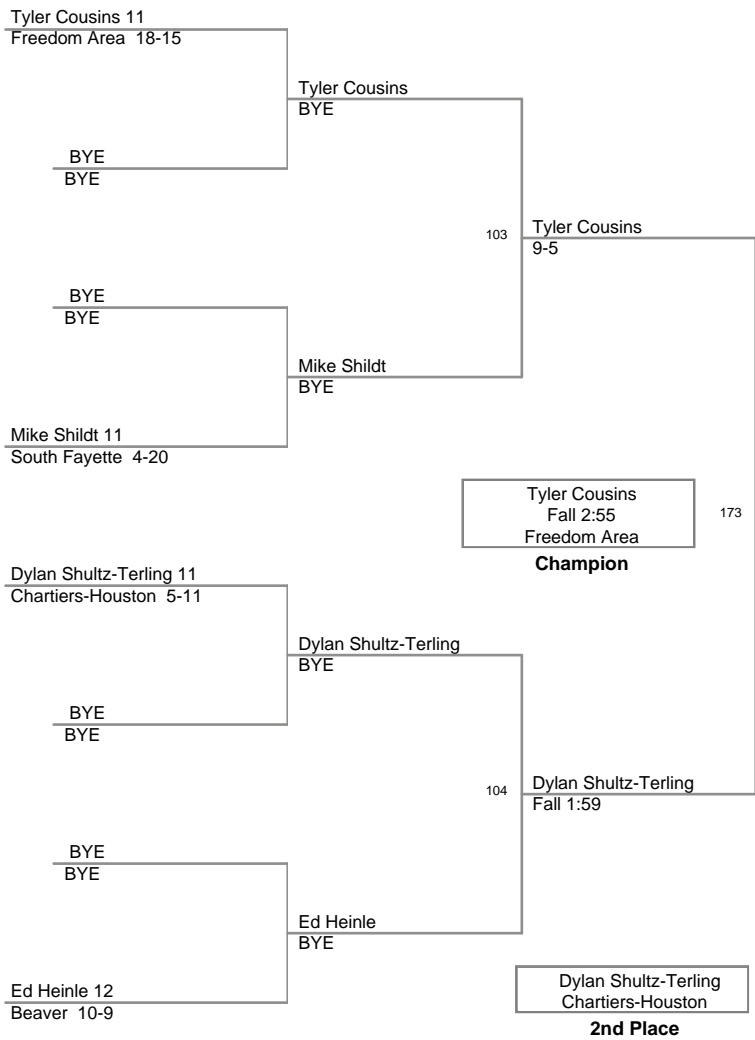 Tyler Cousins 11
Freedom Area 18-15
Tyler Cousins
BYE
BYE
BYE
103
Tyler Cousins
9-5
BYE
BYE
Mike Shildt
BYE
Mike Shildt 11
South Fayette 4-20
Tyler Cousins
Fall 2:55
Freedom Area
Champion
173
Dylan Shultz-Terling 11
Chartiers-Houston 5-11
Dylan Shultz-Terling
BYE
BYE
BYE
104
Dylan Shultz-Terling
Fall 1:59
BYE
BYE
Ed Heinle
BYE
Ed Heinle 12
Beaver 10-9
Dylan Shultz-Terling
Chartiers-Houston
2nd Place